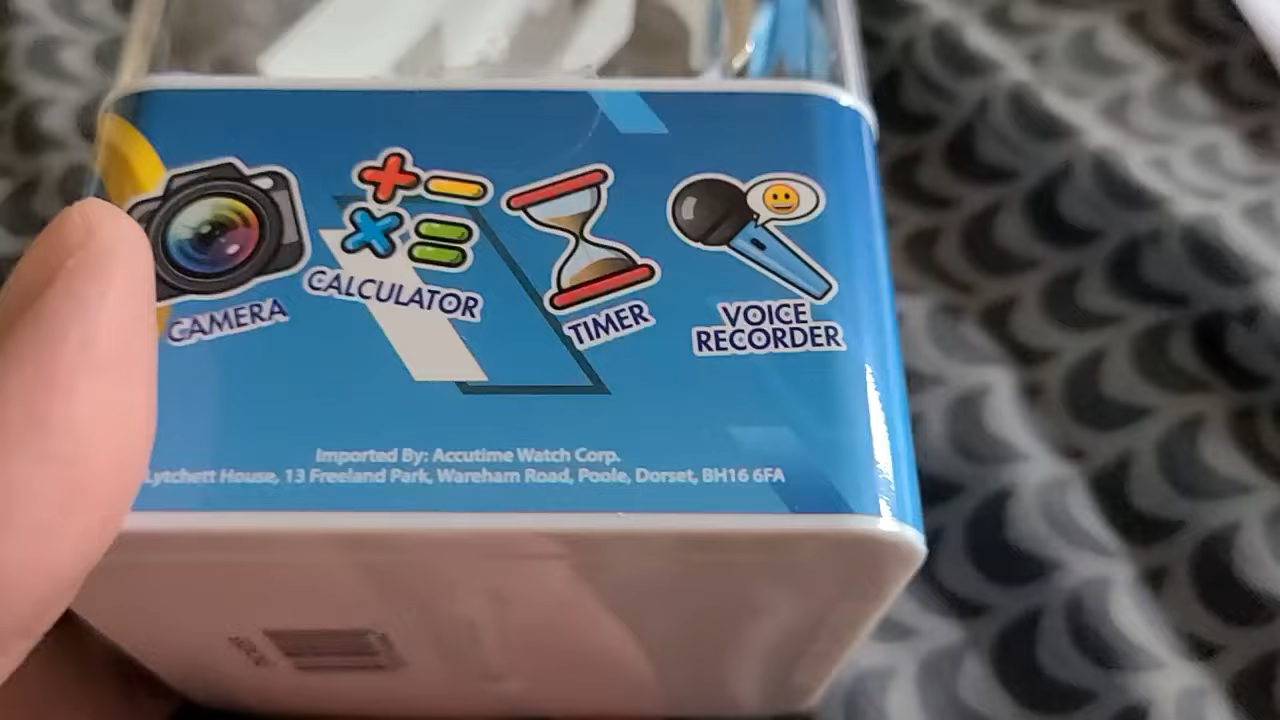 CAMERA
CALCULATOR
TIMER
VOICE
RECORDER
Imported By: Accutime Watch Corp.
Lytchett House, 13 Freeland Park, Wareham Road, Poole, Dorset, BH16 6FA